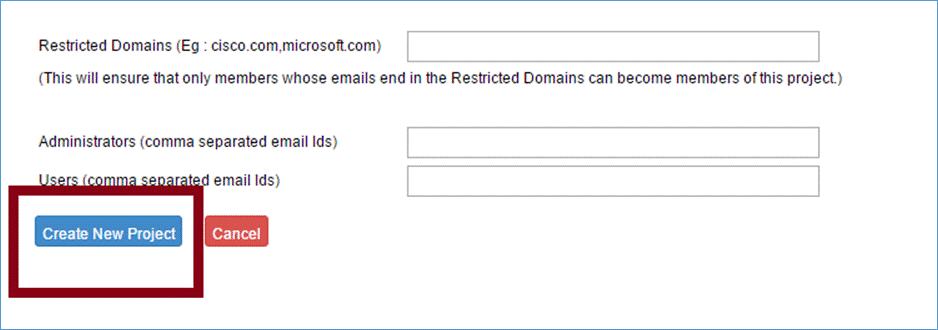 Restricted Domains (Eg : cisco.com,microsoft.com)
(This will ensure that only members whose emails end in the Restricted Domains can become members of this project.)
Administrators (comma separated email Ids)
Users (comma separated email Ids)
Create New Project Cancel